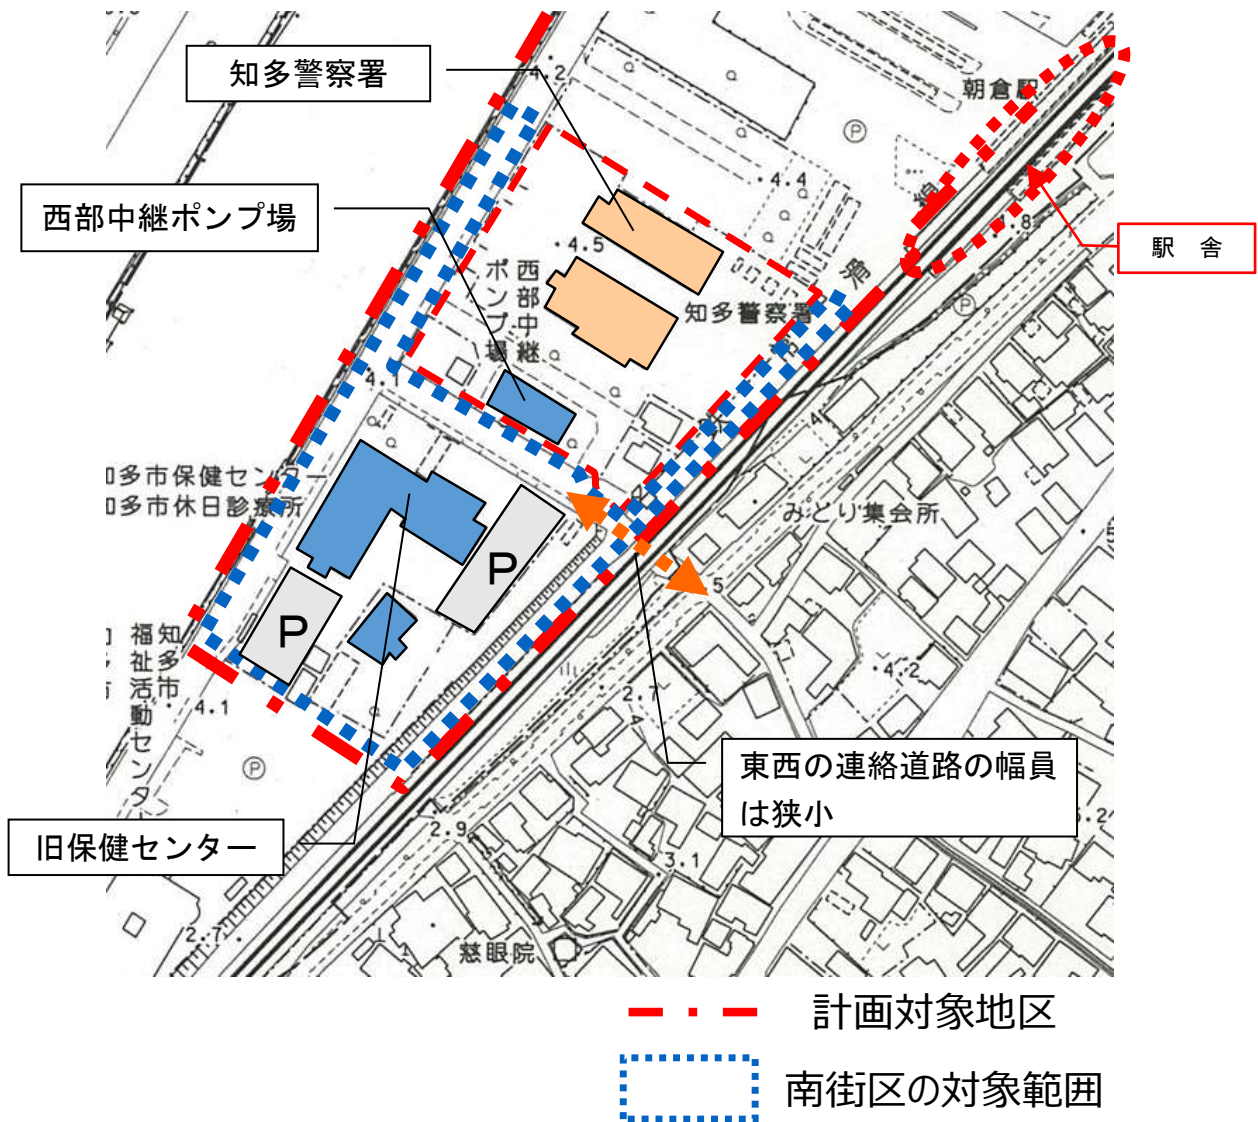 知多警察署
西部中継ポンプ場
駅 舎
東西の連絡道路の幅員
は狭小
旧保健センター
朝倉駅
4.2
4.4
4.5
西部中継
ポンプ場
知多警察署
4.1
みどり集会所
知多市保健センター
知多市休日診療所
知多市・
福祉活動センター
4.1
P
P
P
P
P
滑
2.7
4.2
2.9
3.1
2.7
慈眼院
計画対象地区
南街区の対象範囲